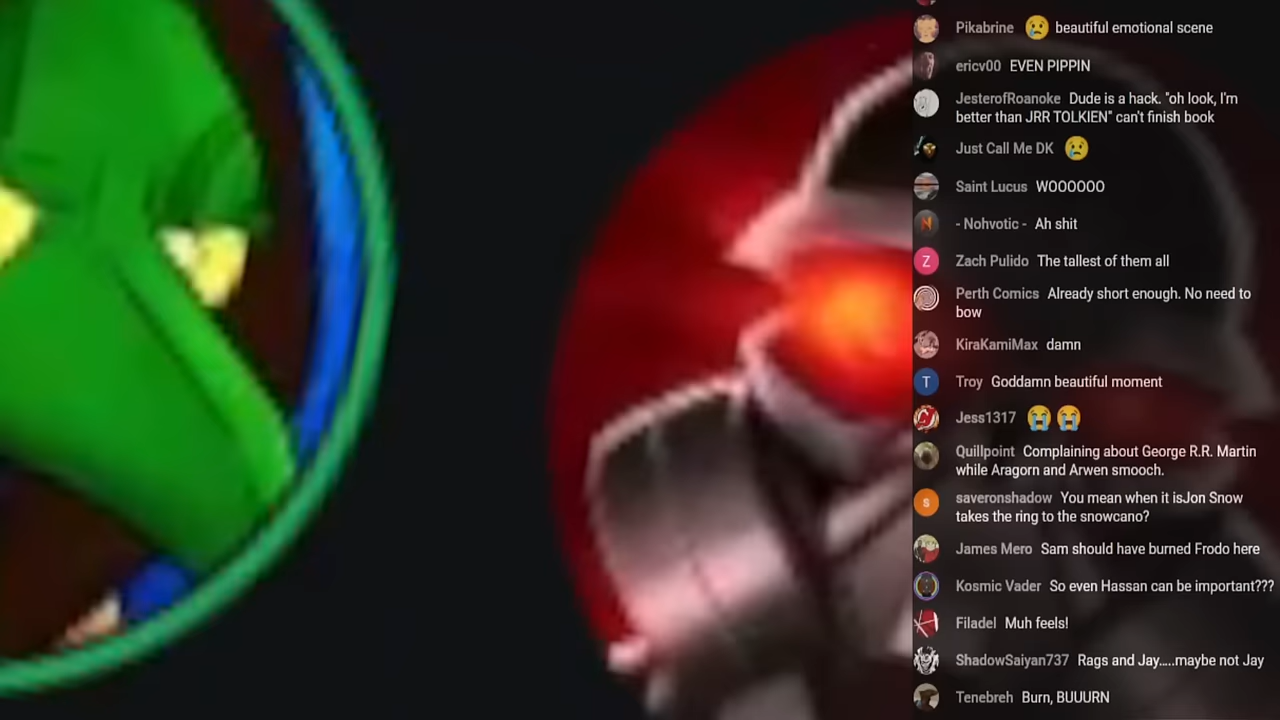 Pikabrine 😢 beautiful emotional scene
ericv00 EVEN PIPPIN
JesterofRoanoke Dude is a hack. "oh look, I'm
better than JRR TOLKIEN" can't finish book
Just Call Me DK 😢
Saint Lucus WOOOOOO
- Nohvotic - Ah shit
Z Zach Pulido The tallest of them all
Perth Comics Already short enough. No need to
bow
KiraKamiMax damn
T Troy Goddamn beautiful moment
Jess1317 😭😭
Quillpoint Complaining about George R.R. Martin
while Aragorn and Arwen smooch.
s saveronshadow You mean when it isJon Snow
takes the ring to the snowcano?
James Mero Sam should have burned Frodo here
Kosmic Vader So even Hassan can be important???
Filadel Muh feels!
ShadowSaiyan737 Rags and Jay.....maybe not Jay
Tenebreh Burn, BUUURN